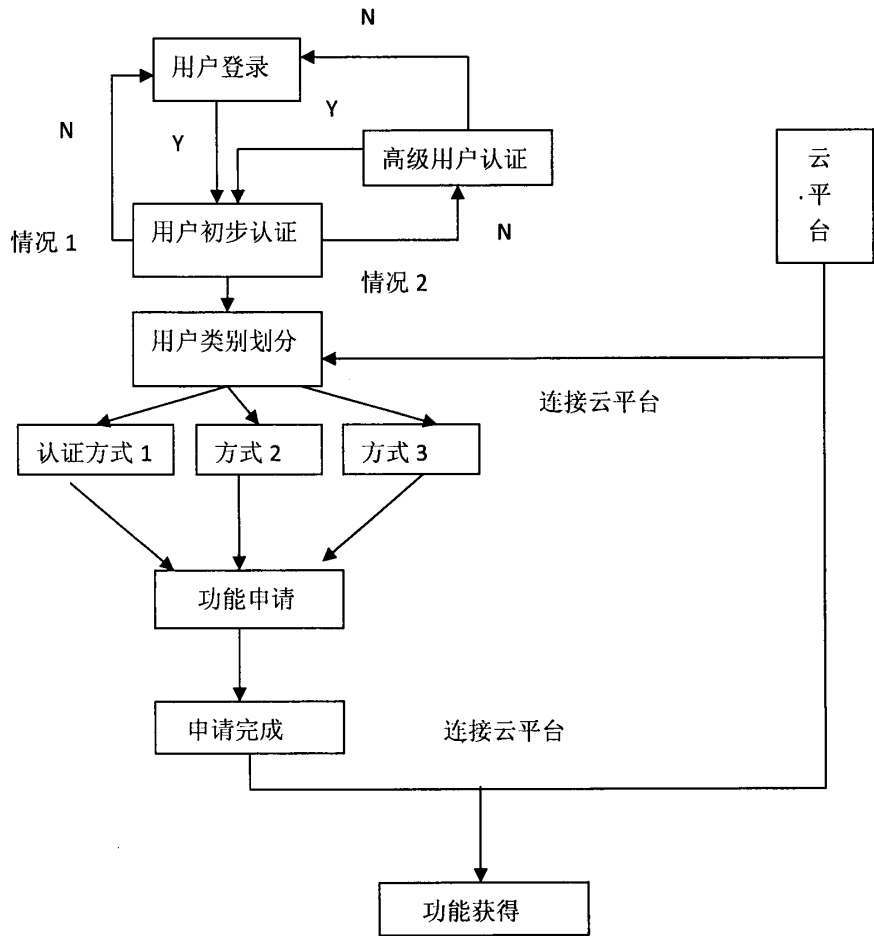 N
用户登录
N
Y
Y
高级用户认证
云
平
台
用户初步认证
情况 1
N
情况 2
用户类别划分
连接云平台
认证方式 1
方式 2
方式 3
功能申请
申请完成
连接云平台
功能获得